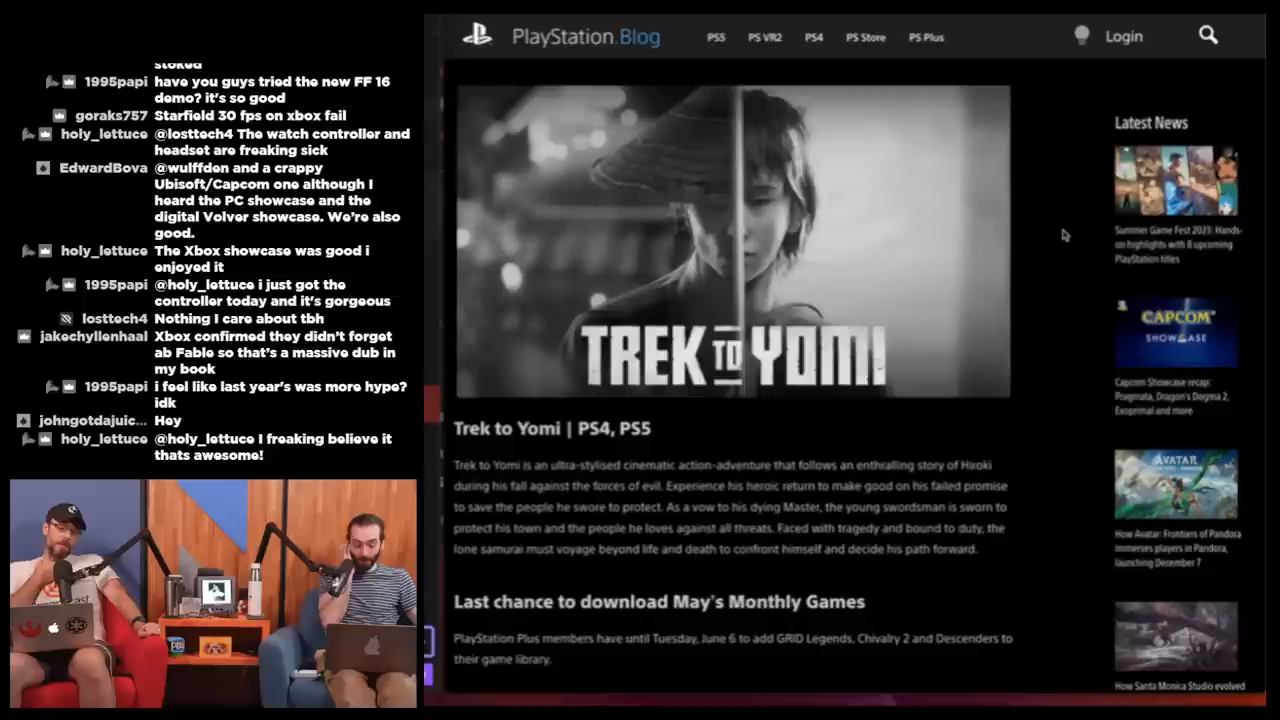 stoked
1995papi have you guys tried the new FF 16
demo? it's so good
goraks757 Starfield 30 fps on xbox fail
holy_lettuce @losttech4 The watch controller and
headset are freaking sick
EdwardBova @wulffden and a crappy
Ubisoft/Capcom one although I
heard the PC showcase and the
digital Volver showcase. We’re also
good.
holy_lettuce The Xbox showcase was good i
enjoyed it
1995papi @holy_lettuce i just got the
controller today and it's gorgeous
losttech4 Nothing I care about tbh
jakechyllenhaal Xbox confirmed they didn’t forget
ab Fable so that’s a massive dub in
my book
1995papi i feel like last year's was more hype?
idk
johngotdajuic... Hey
holy_lettuce @holy_lettuce I freaking believe it
thats awesome!
PlayStation.Blog
PS5 PS VR2 PS4 PS Store PS Plus
Login
TREK TO YOMI
Trek to Yomi | PS4, PS5
Trek to Yomi is an ultra-stylised cinematic action-adventure that follows an enthralling story of Hiroki
during his fall against the forces of evil. Experience his heroic return to make good on his failed promise
to save the people he swore to protect. As a vow to his dying Master, the young swordsman is sworn to
protect his town and the people he loves against all threats. Faced with tragedy and bound to duty, the
lone samurai must voyage beyond life and death to confront himself and decide his path forward.
Last chance to download May's Monthly Games
PlayStation Plus members have until Tuesday, June 6 to add GRID Legends, Chivalry 2 and Descenders to
their game library.
Latest News
Summer Game Fest 2023: Hands-
on highlights with 8 upcoming
PlayStation titles
CAPCOM
SHOWCASE
Capcom Showcase recap:
Pragmata, Dragon's Dogma 2,
Exoprimal and more
AVATAR
How Avatar: Frontiers of Pandora
immerses players in Pandora,
launching December 7
How Santa Monica Studio evolved